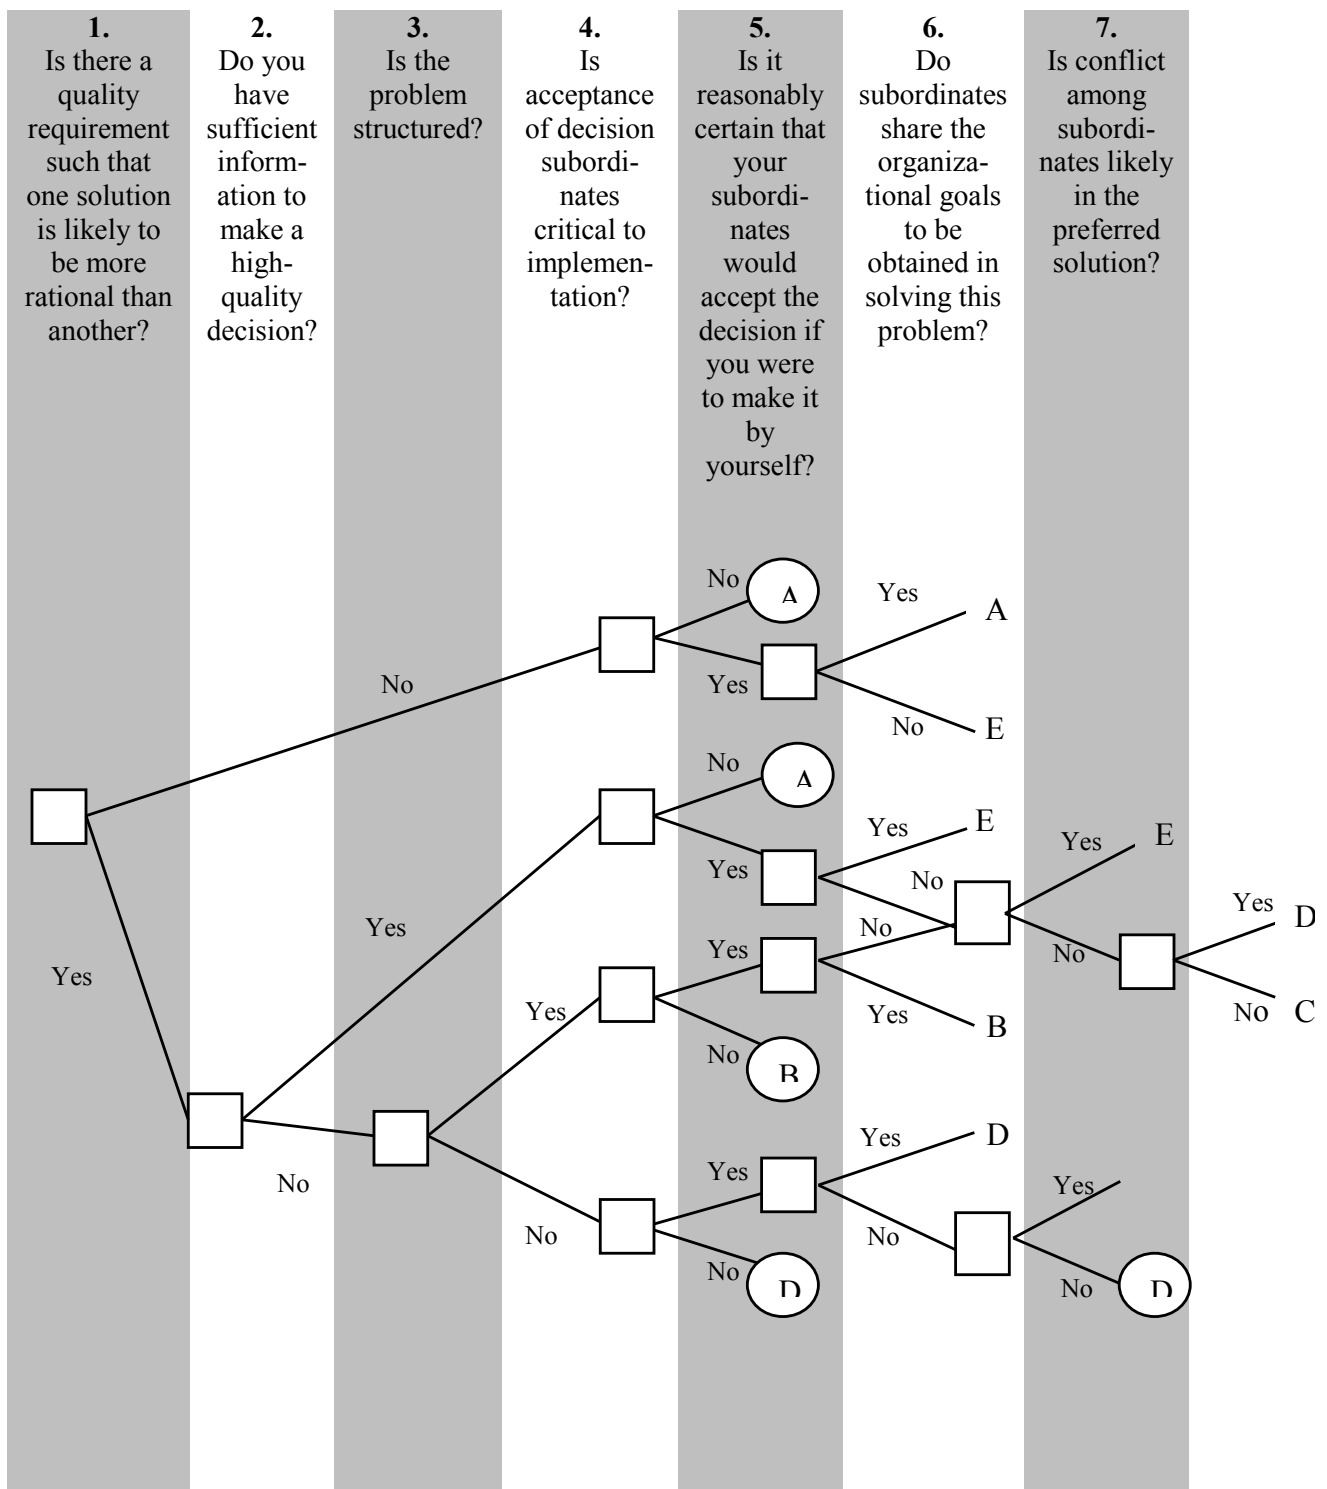 1.
Is there a
quality
requirement
such that
one solution
is likely to
be more
rational than
another?
2.
Do you
have
sufficient
inform-
ation to
make a
high-
quality
decision?
3.
Is the
problem
structured?
4.
Is
acceptance
of decision
subordi-
nates
critical to
implemen-
tation?
5.
Is it
reasonably
certain that
your
subordi-
nates
would
accept the
decision if
you were
to make it
by
yourself?
6.
Do
subordinates
share the
organiza-
tional goals
to be
obtained in
solving this
problem?
7.
Is conflict
among
subordi-
nates likely
in the
preferred
solution?
No
A
Yes
A
Yes
No
No
E
No
A
Yes
E
Yes
E
Yes
No
Yes
D
Yes
No
Yes
No
Yes
Yes
B
No
C
No
B
Yes
D
Yes
Yes
No
No
No
No
D
No
D